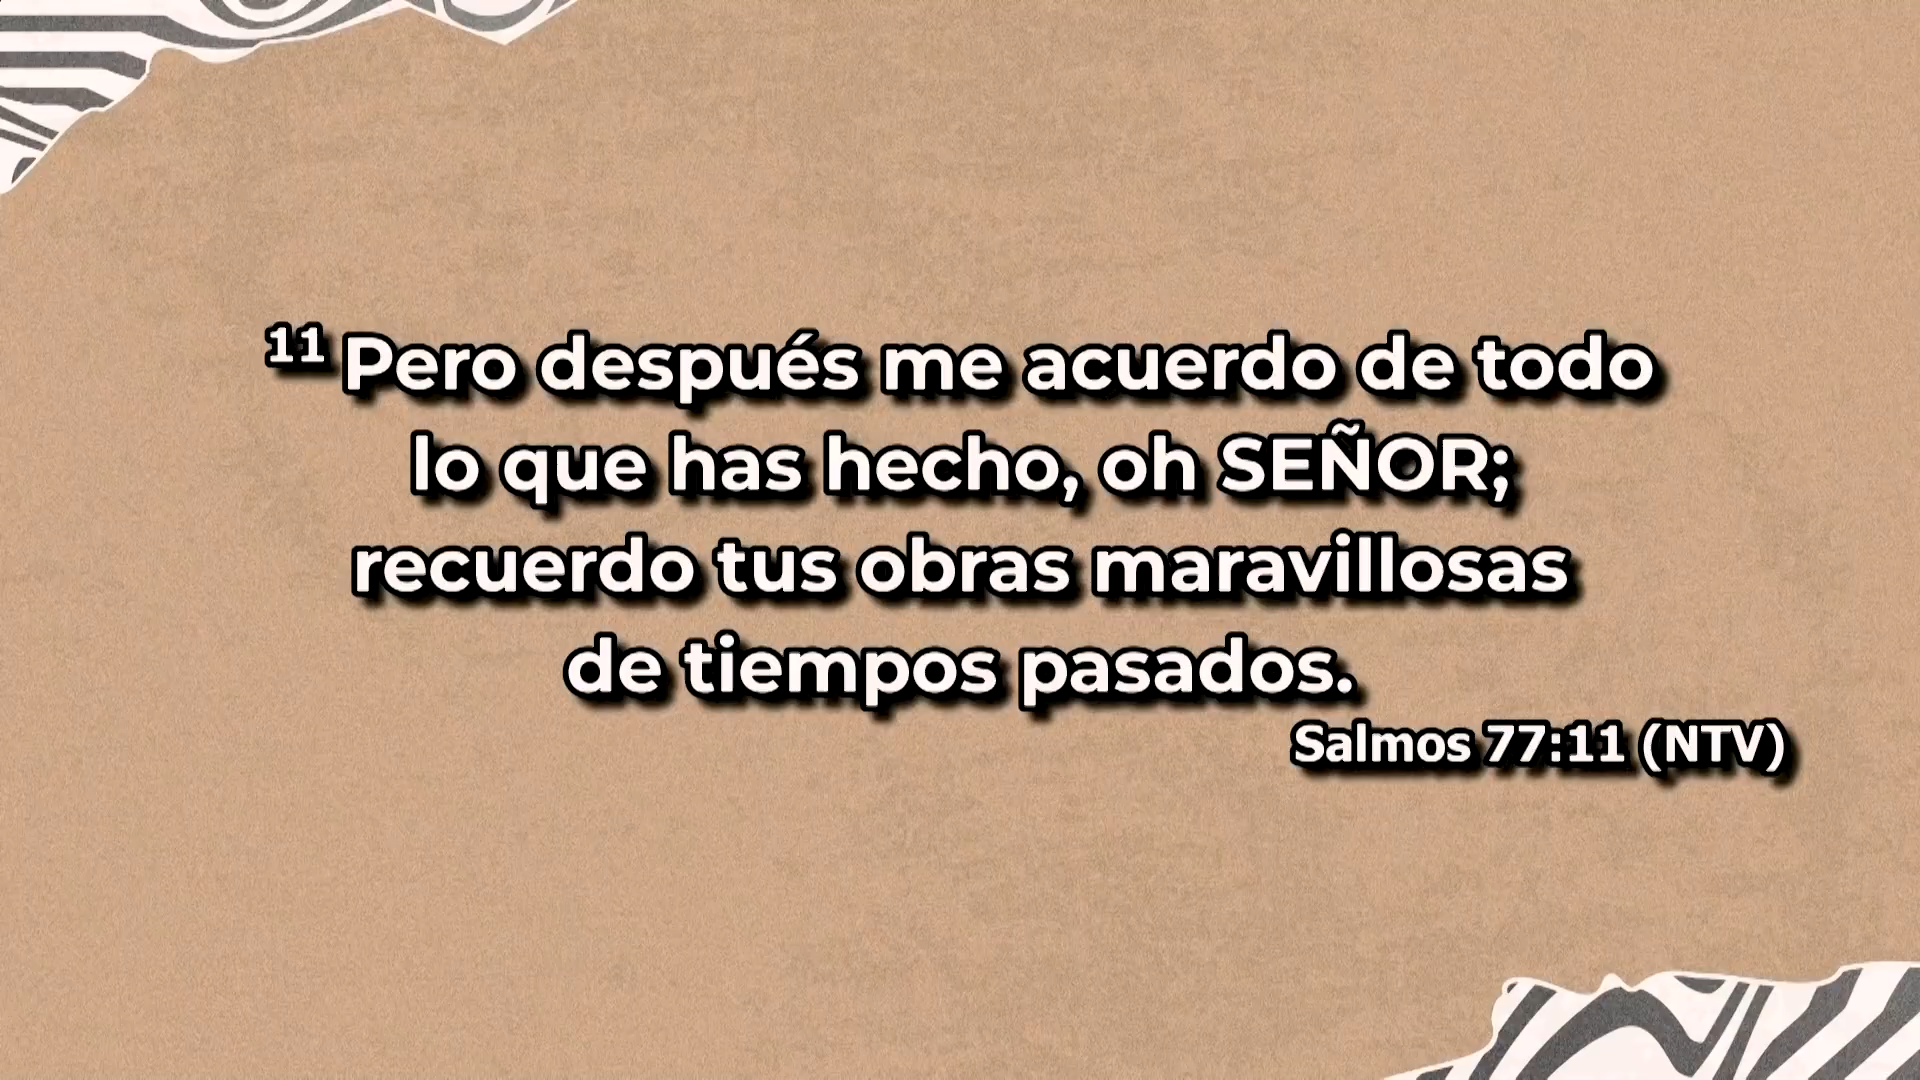 11 Pero después me acuerdo de todo
lo que has hecho, oh SEÑOR;
recuerdo tus obras maravillosas
de tiempos pasados.
Salmos 77:11 (NTV)